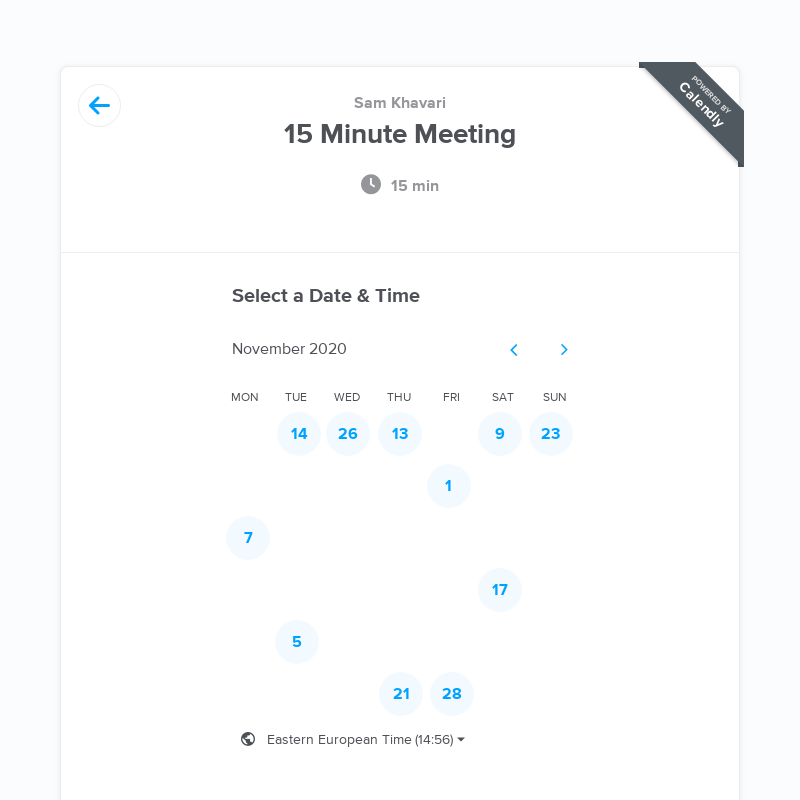 Sam Khavari
POWERED BY
Calendly
15 Minute Meeting
15 min
Select a Date & Time
November 2020
MON TUE WED THU FRI SAT SUN
14 26 13 9 23
1
7
17
5
21 28
Eastern European Time (14:56)